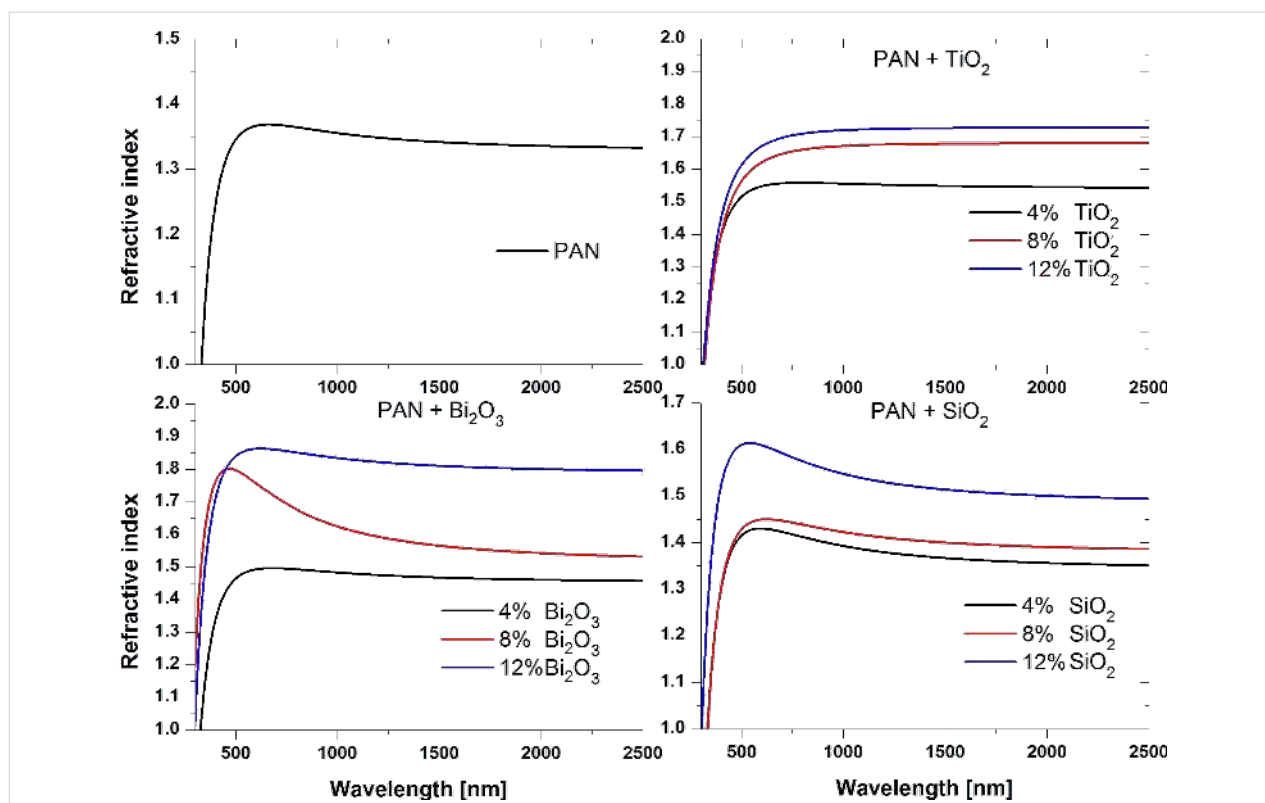 1.5
1.4
1.3
1.2
1.1
1.0
Refractive index
PAN
500 1000 1500 2000 2500
2.0
1.9
1.8
1.7
1.6
1.5
1.4
1.3
1.2
1.1
1.0
PAN + TiO₂
4% TiO₂
8% TiO₂
12% TiO₂
500 1000 1500 2000 2500
2.0
1.9
1.8
1.7
1.6
1.5
1.4
1.3
1.2
1.1
1.0
Refractive index
PAN + Bi₂O₃
4% Bi₂O₃
8% Bi₂O₃
12% Bi₂O₃
500 1000 1500 2000 2500
Wavelength [nm]
1.7
1.6
1.5
1.4
1.3
1.2
1.1
1.0
PAN + SiO₂
4% SiO₂
8% SiO₂
12% SiO₂
500 1000 1500 2000 2500
Wavelength [nm]